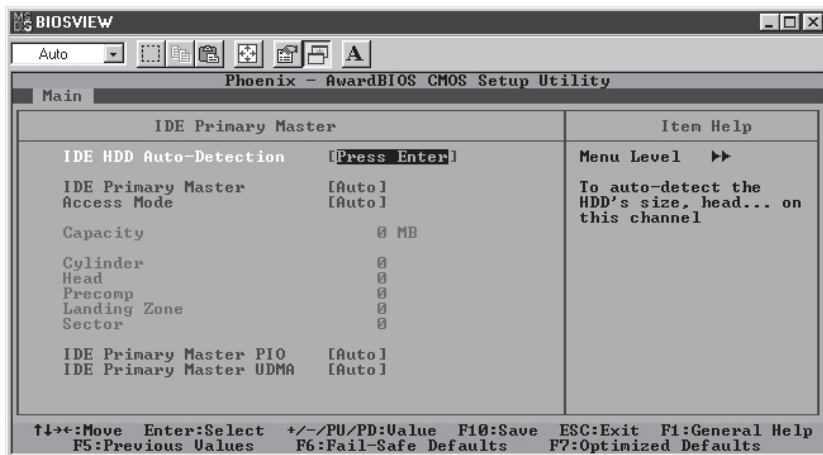 MS BIOSVIEW
Auto
A
Phoenix - AwardBIOS CMOS Setup Utility
Main
IDE Primary Master
Item Help
IDE HDD Auto-Detection [Press Enter]
Menu Level ▶▶
IDE Primary Master [Auto]
Access Mode [Auto]
To auto-detect the
HDD's size, head... on
this channel
Capacity 0 MB
Cylinder 0
Head 0
Precomp 0
Landing Zone 0
Sector 0
IDE Primary Master PIO [Auto]
IDE Primary Master UDMA [Auto]
↑↓→←:Move Enter:Select +/-/PU/PD:Value F10:Save ESC:Exit F1:General Help
F5:Previous Values F6:Fail-Safe Defaults F7:Optimized Defaults